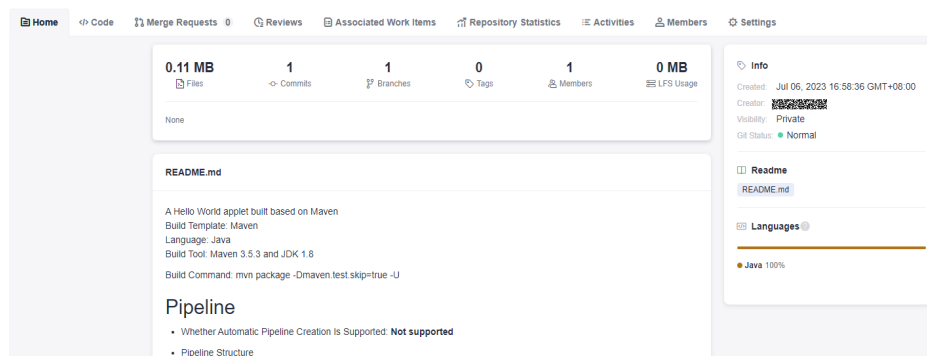 Home </> Code Merge Requests 0 Reviews Associated Work Items Repository Statistics Activities Members Settings
0.11 MB 1 1 0 1 0 MB
Files Commits Branches Tags Members LFS Usage
None
README.md
A Hello World applet built based on Maven
Build Template: Maven
Language: Java
Build Tool: Maven 3.5.3 and JDK 1.8
Build Command: mvn package -Dmaven.test.skip=true -U
Pipeline
• Whether Automatic Pipeline Creation Is Supported: Not supported
• Pipeline Structure
Info
Created: Jul 06, 2023 16:58:36 GMT+08:00
Creator:
Visibility: Private
Git Status: Normal
Readme
README.md
Languages
Java 100%